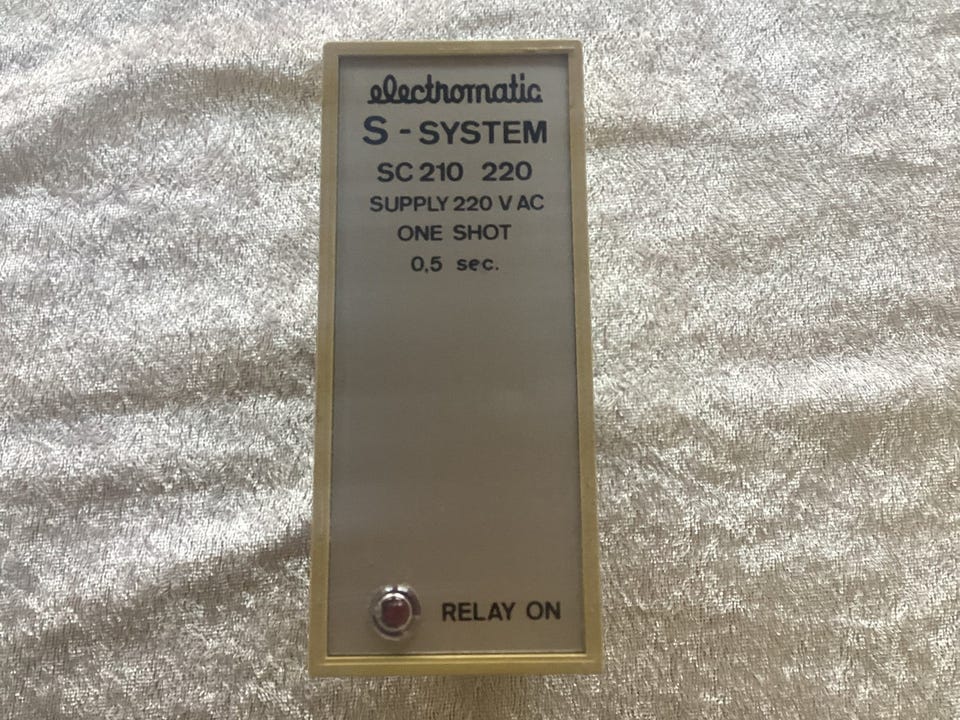 electromatic
S - SYSTEM
SC 210 220
SUPPLY 220 V AC
ONE SHOT
0,5 sec.
RELAY ON